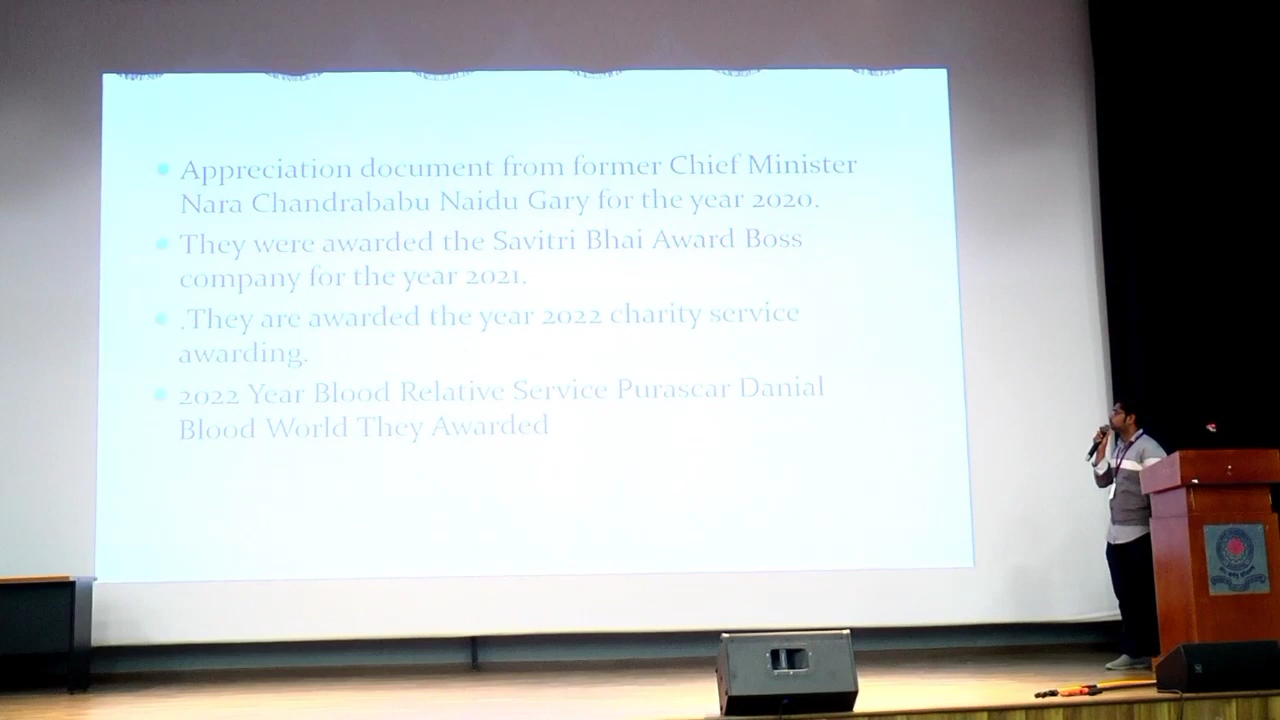 Appreciation document from former Chief Minister
Nara Chandrababu Naidu Gary for the year 2020.
They were awarded the Savitri Bhai Award Boss
company for the year 2021.
.They are awarded the year 2022 charity service
awarding.
2022 Year Blood Relative Service Purascar Danial
Blood World They Awarded